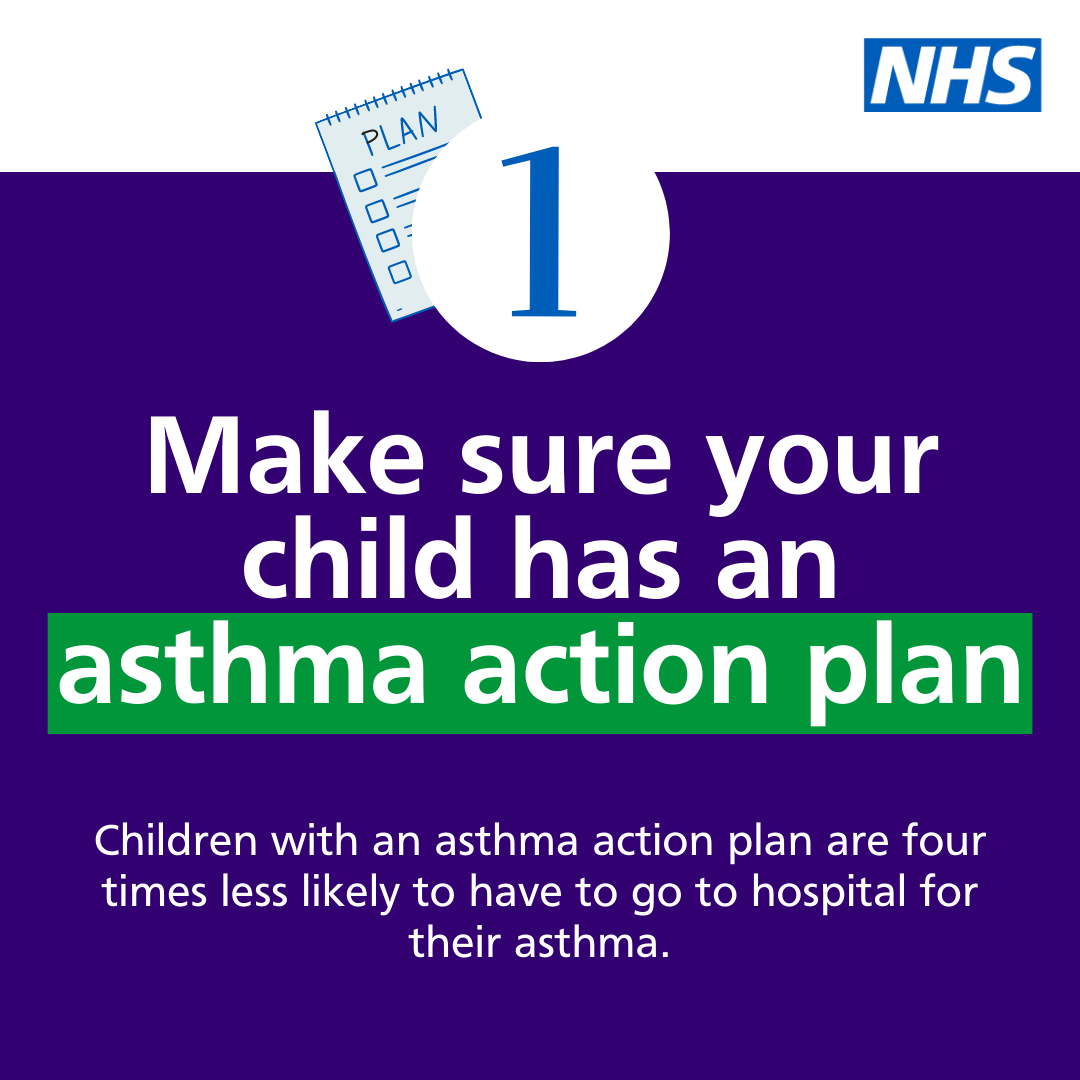 NHS
PLAN
1
Make sure your
child has an
asthma action plan
Children with an asthma action plan are four
times less likely to have to go to hospital for
their asthma.